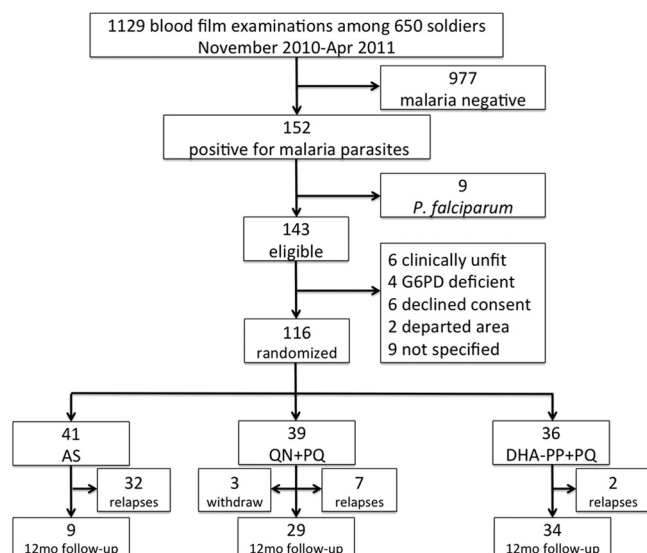 1129 blood film examinations among 650 soldiers
November 2010-Apr 2011
977
malaria negative
152
positive for malaria parasites
9
P. falciparum
143
eligible
6 clinically unfit
4 G6PD deficient
6 declined consent
2 departed area
9 not specified
116
randomized
41
AS
39
QN+PQ
36
DHA-PP+PQ
32
relapses
3
withdraw
7
relapses
2
relapses
9
12mo follow-up
29
12mo follow-up
34
12mo follow-up